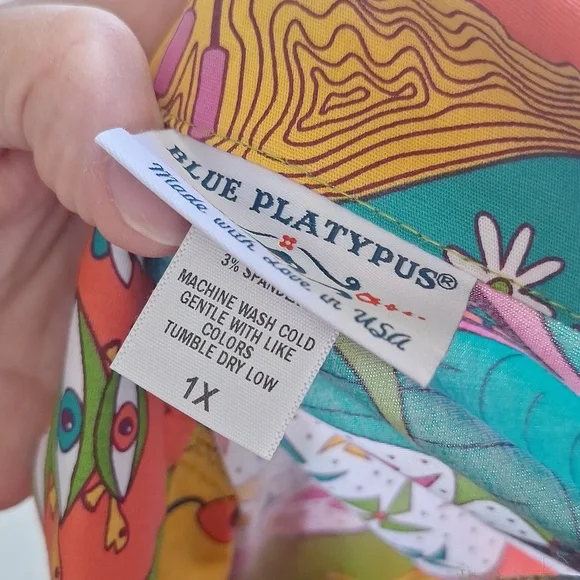 BLUE PLATYPUS®
Made with Love in USA
3%
MACHINE WASH COLD
GENTLE WITH LIKE
COLORS
TUMBLE DRY LOW
1X